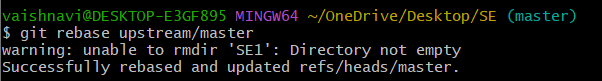 vaishnavi@DESKTOP-E3GF895 MINGW64 ~/OneDrive/Desktop/SE (master)
$ git rebase upstream/master
warning: unable to rmdir 'SE1': Directory not empty
Successfully rebased and updated refs/heads/master.